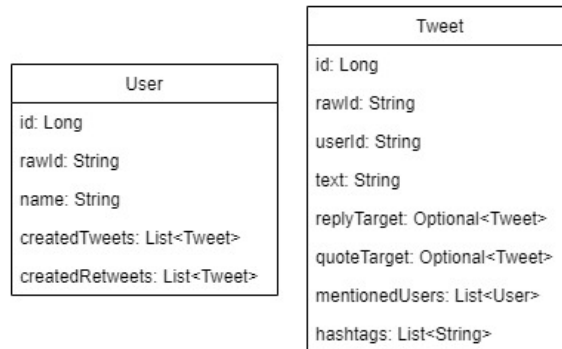 User
id: Long
rawId: String
name: String
createdTweets: List<Tweet>
createdRetweets: List<Tweet>
Tweet
id: Long
rawId: String
userId: String
text: String
replyTarget: Optional<Tweet>
quoteTarget: Optional<Tweet>
mentionedUsers: List<User>
hashtags: List<String>